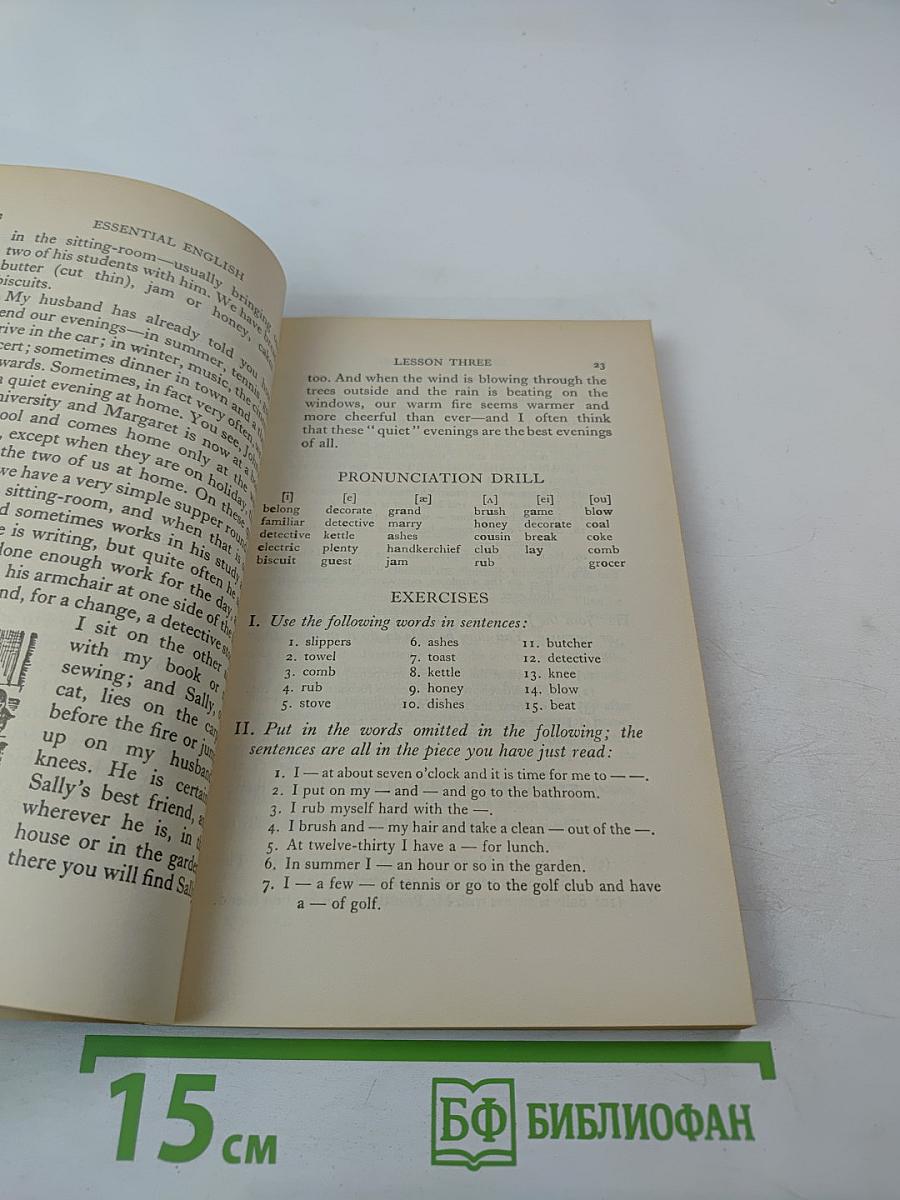 ESSENTIAL ENGLISH
in the sitting-room—usually bringing
two of his students with him. We have
butter (cut thin), jam or honey,
biscuits.
My husband has already told you
end our evenings—in summer, tennis,
rive in the car; in winter, music, the
cert; sometimes dinner in town and a
wards. Sometimes, in fact very often,
a quiet evening at home. You see,
niversity and Margaret is now at a
ool and comes home only at the
, except when they are on holiday,
the two of us at home. On these
we have a very simple supper round
sitting-room, and when that is
d sometimes works in his study
e is writing, but quite often he
done enough work for the day,
his armchair at one side of the
nd, for a change, a detective
I sit on the other
with my book or
sewing; and Sally,
cat, lies on the
before the fire or
up on my
knees. He is
Sally's best friend,
wherever he is, in
house or in the
there you will find
LESSON THREE 23
too. And when the wind is blowing through the
trees outside and the rain is beating on the
windows, our warm fire seems warmer and
more cheerful than ever—and I often think
that these "quiet" evenings are the best evenings
of all.
PRONUNCIATION DRILL
[i] [e] [æ] [ʌ] [ei] [ou]
belong decorate grand brush game blow
familiar detective marry honey decorate coal
detective kettle ashes cousin break coke
electric plenty handkerchief club lay comb
biscuit guest jam rub grocer
EXERCISES
I. Use the following words in sentences:
1. slippers 6. ashes 11. butcher
2. towel 7. toast 12. detective
3. comb 8. kettle 13. knee
4. rub 9. honey 14. blow
5. stove 10. dishes 15. beat
II. Put in the words omitted in the following; the
sentences are all in the piece you have just read:
1. I — at about seven o'clock and it is time for me to — —.
2. I put on my — and — and go to the bathroom.
3. I rub myself hard with the —.
4. I brush and — my hair and take a clean — out of the —.
5. At twelve-thirty I have a — for lunch.
6. In summer I — an hour or so in the garden.
7. I — a few — of tennis or go to the golf club and have
a — of golf.
15 см
БФ БИБЛИОФАН